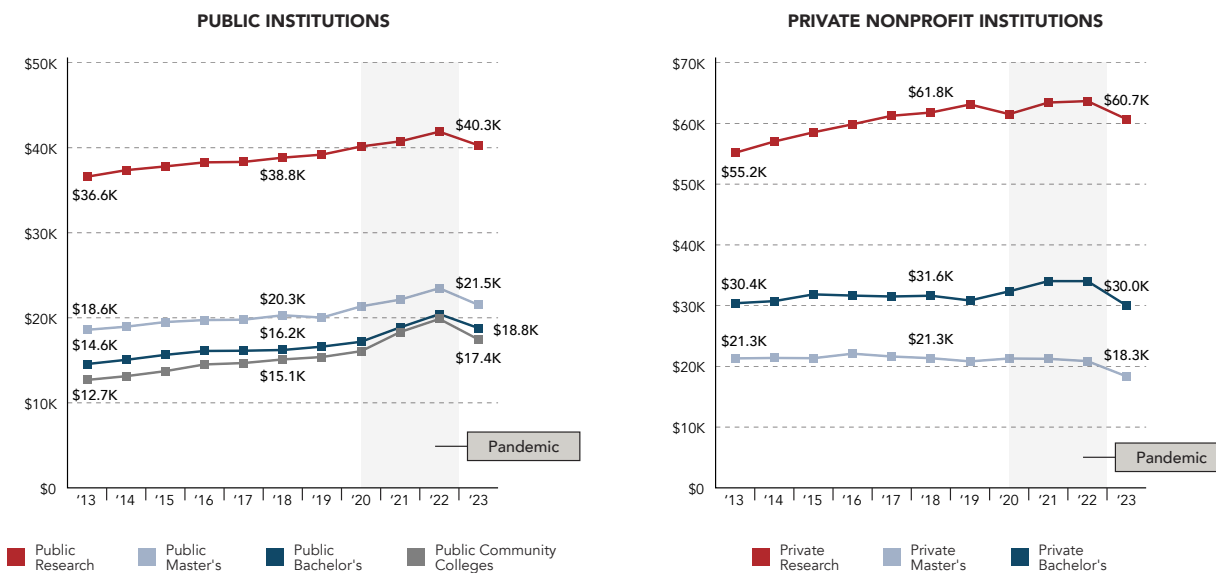 PUBLIC INSTITUTIONS
$50K
$40K
$30K
$20K
$10K
$0
$36.6K
$38.8K
$40.3K
$18.6K
$20.3K
$21.5K
$14.6K
$16.2K
$18.8K
$12.7K
$15.1K
$17.4K
Pandemic
'13 '14 '15 '16 '17 '18 '19 '20 '21 '22 '23
Public
Research
Public
Master's
Public
Bachelor's
Public Community
Colleges
PRIVATE NONPROFIT INSTITUTIONS
$70K
$60K
$50K
$40K
$30K
$20K
$10K
$0
$55.2K
$61.8K
$60.7K
$30.4K
$31.6K
$30.0K
$21.3K
$21.3K
$18.3K
Pandemic
'13 '14 '15 '16 '17 '18 '19 '20 '21 '22 '23
Private
Research
Private
Master's
Private
Bachelor's